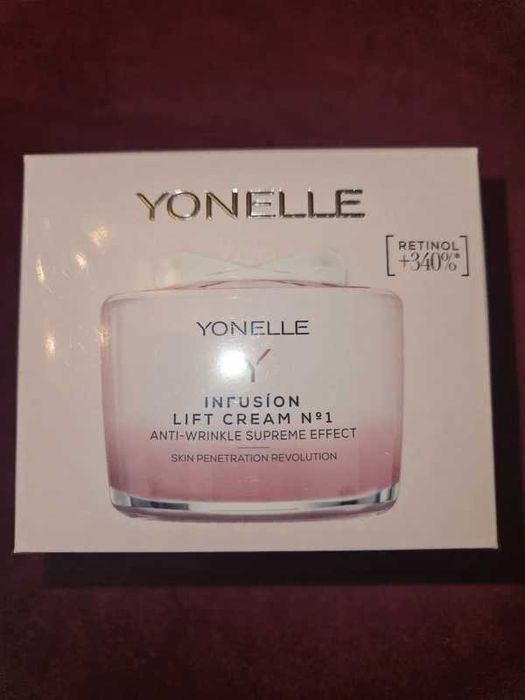 YONELLE
RETINOL
+340%*
YONELLE
Y
INFUSÍON
LIFT CREAM Nº1
ANTI-WRINKLE SUPREME EFFECT
SKIN PENETRATION REVOLUTION